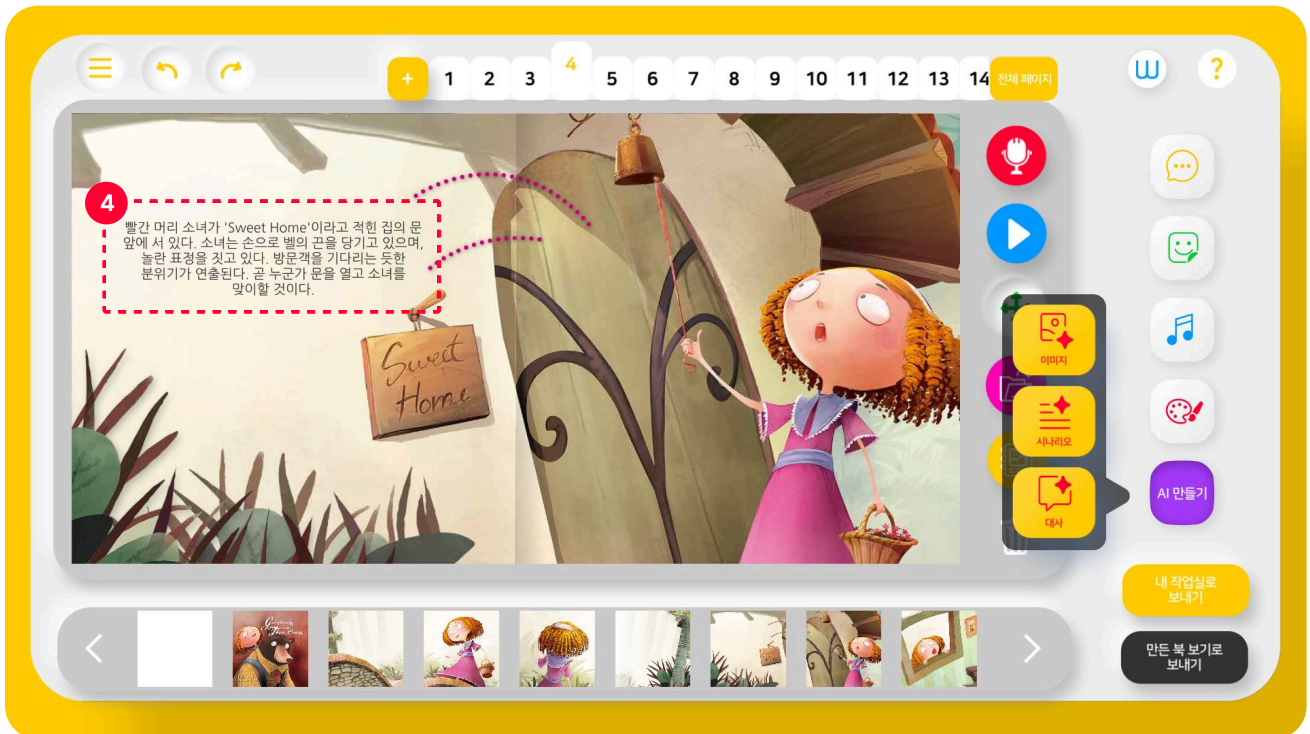 +
1
2
3
4
5
6
7
8
9
10
11
12
13
14
전체 페이지
?
4
빨간 머리 소녀가 'Sweet Home'이라고 적힌 집의 문
앞에 서 있다. 소녀는 손으로 벨의 끈을 당기고 있으며,
놀란 표정을 짓고 있다. 방문객을 기다리는 듯한
분위기가 연출된다. 곧 누군가 문을 열고 소녀를
맞이할 것이다.
Sweet
Home
이미지
시나리오
대사
AI 만들기
내 작업실로
보내기
만든 북 보기로
보내기